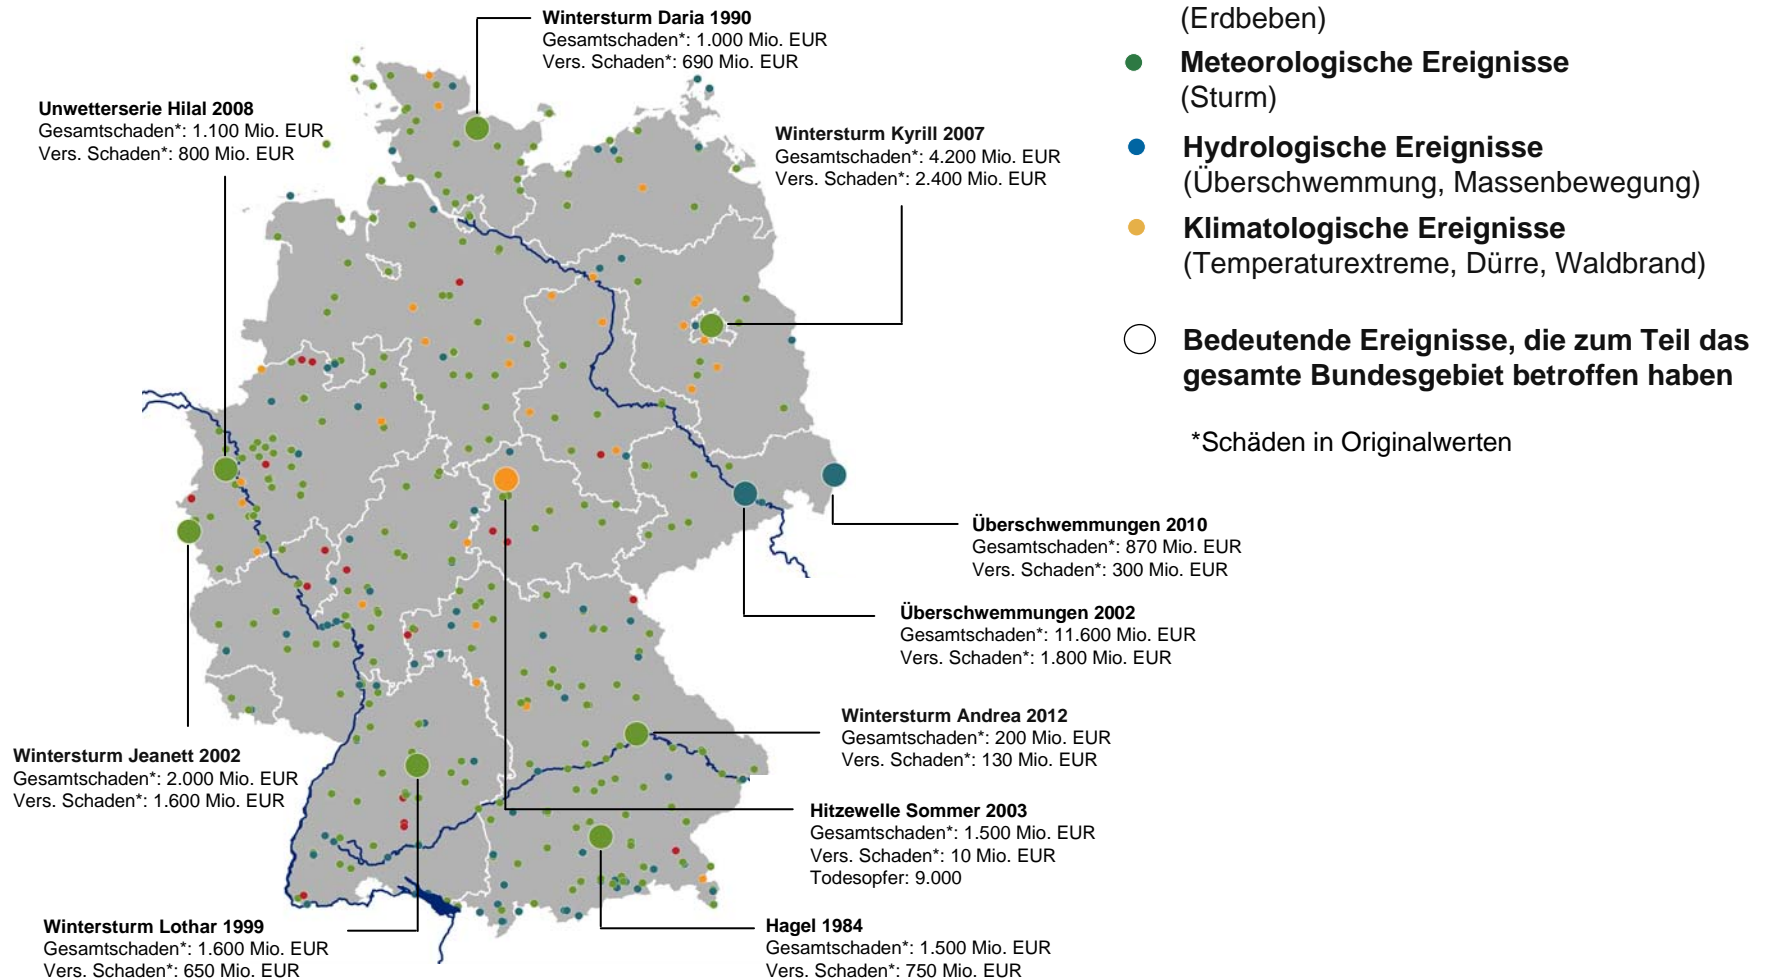 Wintersturm Daria 1990
Gesamtschaden*: 1.000 Mio. EUR
Vers. Schaden*: 690 Mio. EUR
Unwetterserie Hilal 2008
Gesamtschaden*: 1.100 Mio. EUR
Vers. Schaden*: 800 Mio. EUR
Wintersturm Kyrill 2007
Gesamtschaden*: 4.200 Mio. EUR
Vers. Schaden*: 2.400 Mio. EUR
Überschwemmungen 2010
Gesamtschaden*: 870 Mio. EUR
Vers. Schaden*: 300 Mio. EUR
Überschwemmungen 2002
Gesamtschaden*: 11.600 Mio. EUR
Vers. Schaden*: 1.800 Mio. EUR
Wintersturm Andrea 2012
Gesamtschaden*: 200 Mio. EUR
Vers. Schaden*: 130 Mio. EUR
Wintersturm Jeanett 2002
Gesamtschaden*: 2.000 Mio. EUR
Vers. Schaden*: 1.600 Mio. EUR
Hitzewelle Sommer 2003
Gesamtschaden*: 1.500 Mio. EUR
Vers. Schaden*: 10 Mio. EUR
Todesopfer: 9.000
Wintersturm Lothar 1999
Gesamtschaden*: 1.600 Mio. EUR
Vers. Schaden*: 650 Mio. EUR
Hagel 1984
Gesamtschaden*: 1.500 Mio. EUR
Vers. Schaden*: 750 Mio. EUR
(Erdbeben)
Meteorologische Ereignisse
(Sturm)
Hydrologische Ereignisse
(Überschwemmung, Massenbewegung)
Klimatologische Ereignisse
(Temperaturextreme, Dürre, Waldbrand)
Bedeutende Ereignisse, die zum Teil das
gesamte Bundesgebiet betroffen haben
*Schäden in Originalwerten